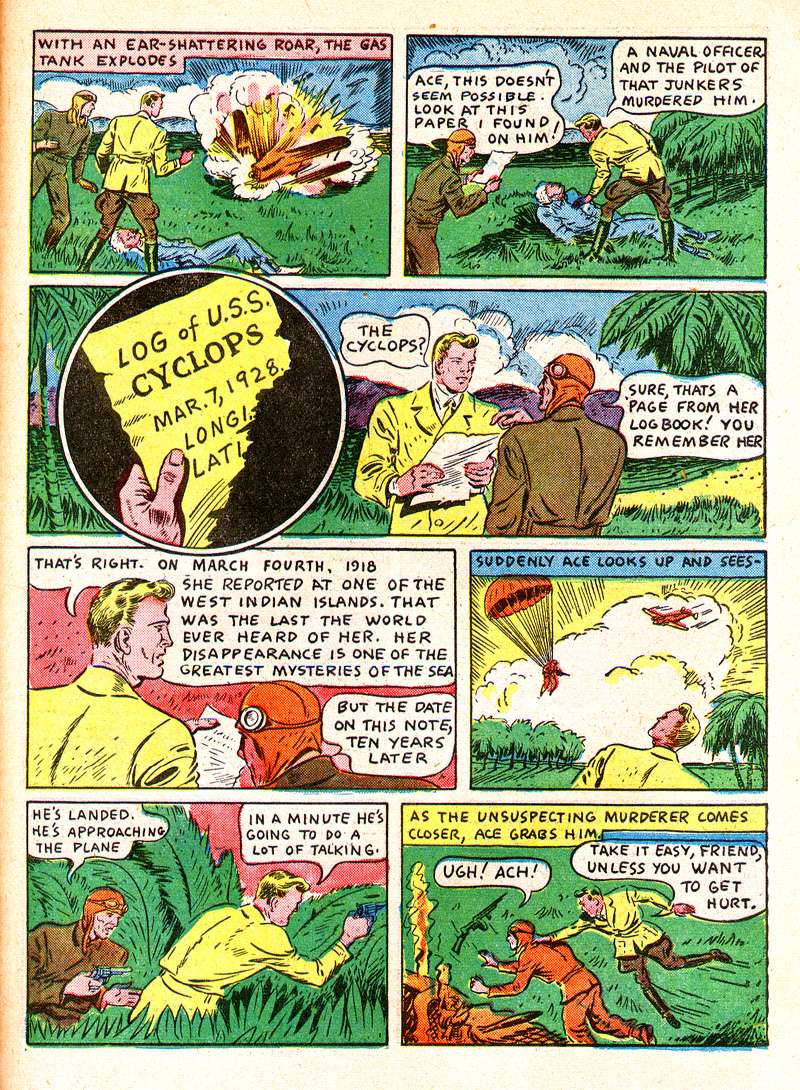 WITH AN EAR-SHATTERING ROAR, THE GAS
TANK EXPLODES
ACE, THIS DOESN'T
SEEM POSSIBLE.
LOOK AT THIS
PAPER I FOUND
ON HIM!
A NAVAL OFFICER
AND THE PILOT OF
THAT JUNKERS
MURDERED HIM.
LOG of U.S.S.
CYCLOPS
MAR. 7, 1928.
LONGI.
LATI
THE
CYCLOPS?
SURE, THATS A
PAGE FROM HER
LOGBOOK! YOU
REMEMBER HER
THAT'S RIGHT. ON MARCH FOURTH, 1918
SHE REPORTED AT ONE OF THE
WEST INDIAN ISLANDS. THAT
WAS THE LAST THE WORLD
EVER HEARD OF HER. HER
DISAPPEARANCE IS ONE OF THE
GREATEST MYSTERIES OF THE SEA
BUT THE DATE
ON THIS NOTE,
TEN YEARS
LATER
SUDDENLY ACE LOOKS UP AND SEES-
HE'S LANDED.
HE'S APPROACHING
THE PLANE
IN A MINUTE HE'S
GOING TO DO A
LOT OF TALKING.
AS THE UNSUSPECTING MURDERER COMES
CLOSER, ACE GRABS HIM.
UGH! ACH!
TAKE IT EASY, FRIEND,
UNLESS YOU WANT
TO GET
HURT.